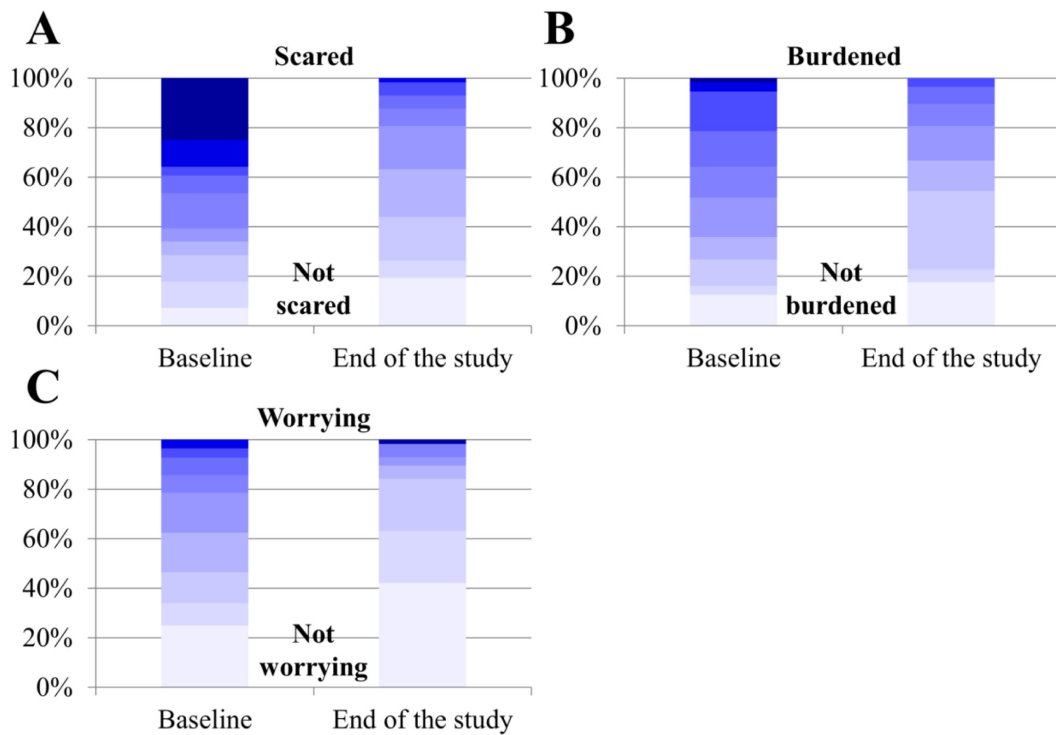 A
Scared
100%
80%
60%
40%
20%
0%
Not
scared
Baseline
End of the study
B
Burdened
100%
80%
60%
40%
20%
0%
Not
burdened
Baseline
End of the study
C
Worrying
100%
80%
60%
40%
20%
0%
Not
worrying
Baseline
End of the study